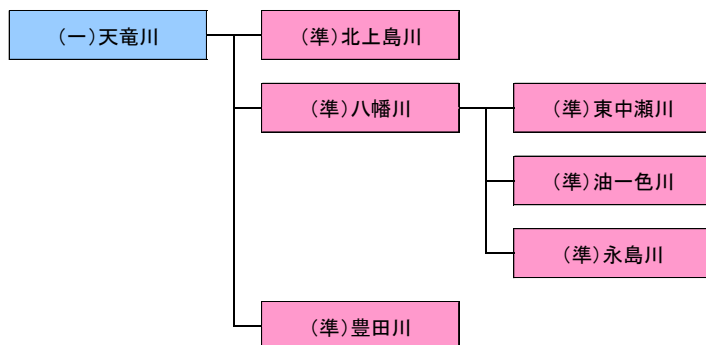 （一）天竜川
（準）北上島川
（準）八幡川
（準）東中瀬川
（準）油一色川
（準）永島川
（準）豊田川